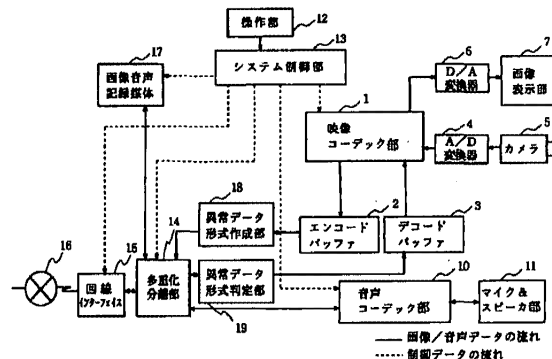 操作部
12
13
17
システム制御部
6
7
画像音声
記録媒体
D/A
変換器
画像
表示部
1
映像
コーデック部
4
5
A/D
変換器
カメラ
18
2
3
異常データ
形式作成部
エンコード
バッファ
デコード
バッファ
14
15
16
10
11
回線
インターフェイス
多重化
分離部
異常データ
形式判定部
音声
コーデック部
マイク&
スピーカ部
19
画像/音声データの流れ
制御データの流れ